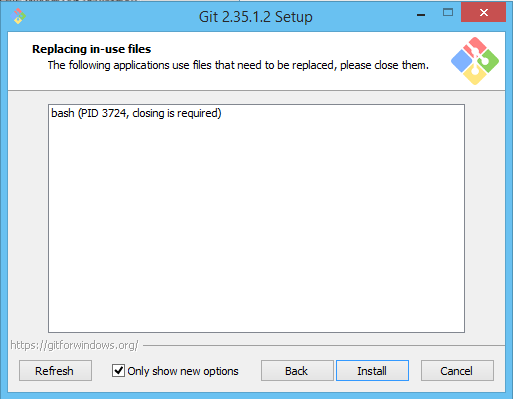 Git 2.35.1.2 Setup
Replacing in-use files
The following applications use files that need to be replaced, please close them.
bash (PID 3724, closing is required)
https://gitforwindows.org/
Refresh
Only show new options
Back
Install
Cancel